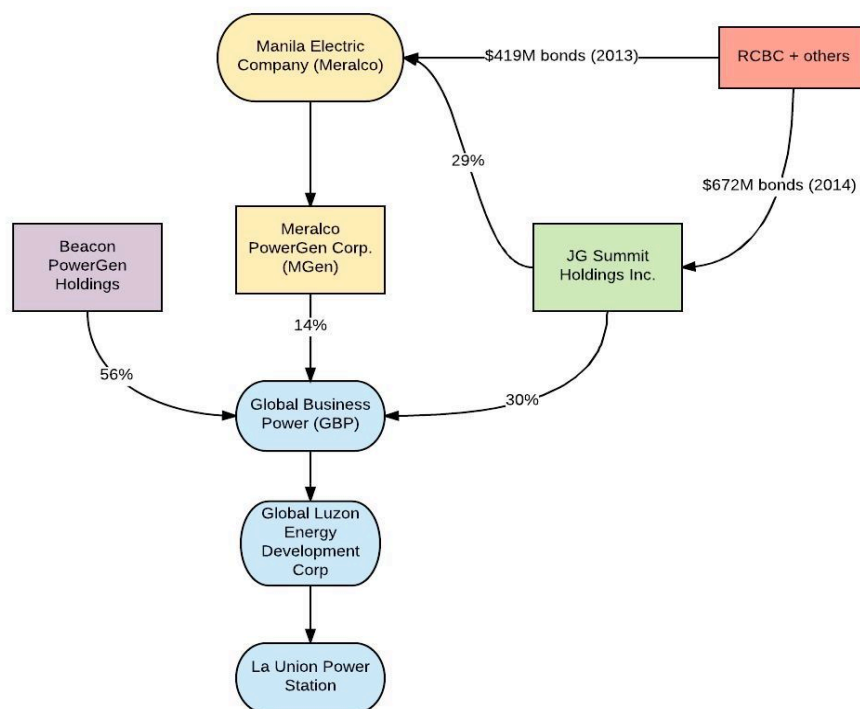 Manila Electric
Company (Meralco)
$419M bonds (2013)
RCBC + others
29%
$672M bonds (2014)
Beacon
PowerGen
Holdings
Meralco
PowerGen Corp.
(MGen)
JG Summit
Holdings Inc.
14%
56%
30%
Global Business
Power (GBP)
Global Luzon
Energy
Development
Corp
La Union Power
Station